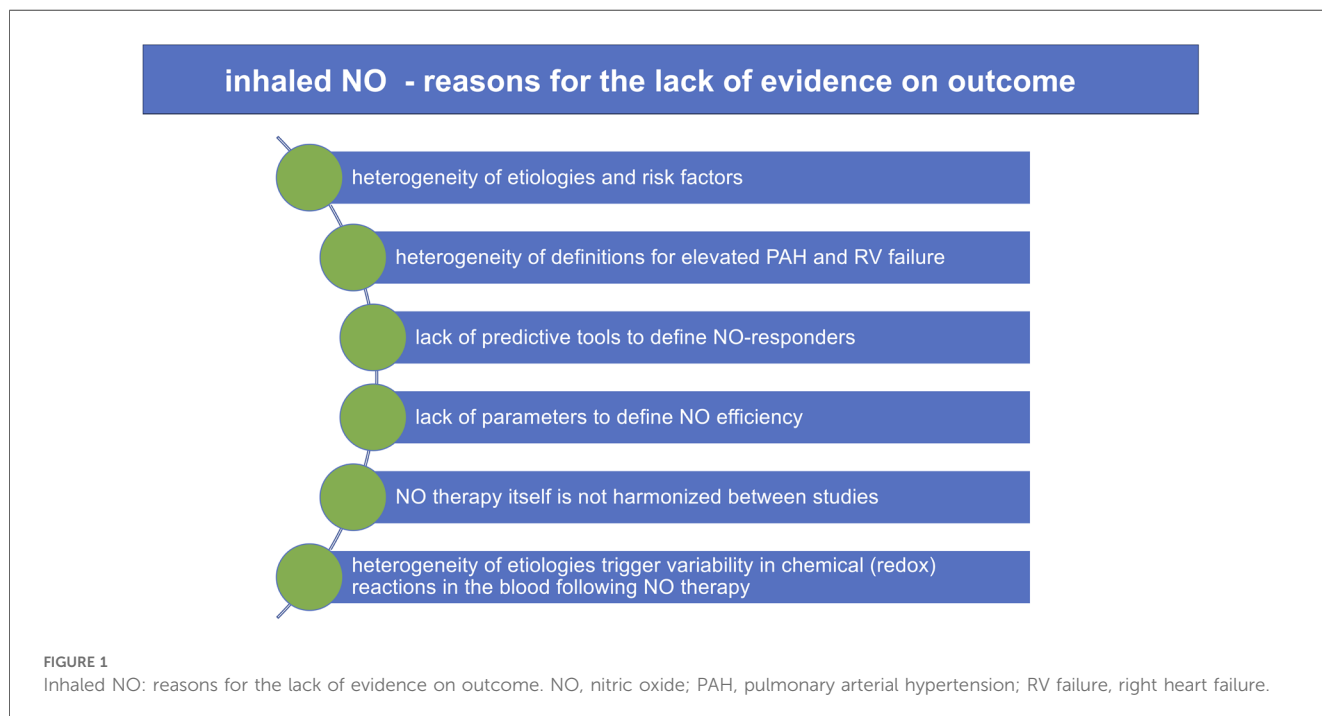 inhaled NO - reasons for the lack of evidence on outcome
heterogeneity of etiologies and risk factors
heterogeneity of definitions for elevated PAH and RV failure
lack of predictive tools to define NO-responders
lack of parameters to define NO efficiency
NO therapy itself is not harmonized between studies
heterogeneity of etiologies trigger variability in chemical (redox)
reactions in the blood following NO therapy
FIGURE 1
Inhaled NO: reasons for the lack of evidence on outcome. NO, nitric oxide; PAH, pulmonary arterial hypertension; RV failure, right heart failure.